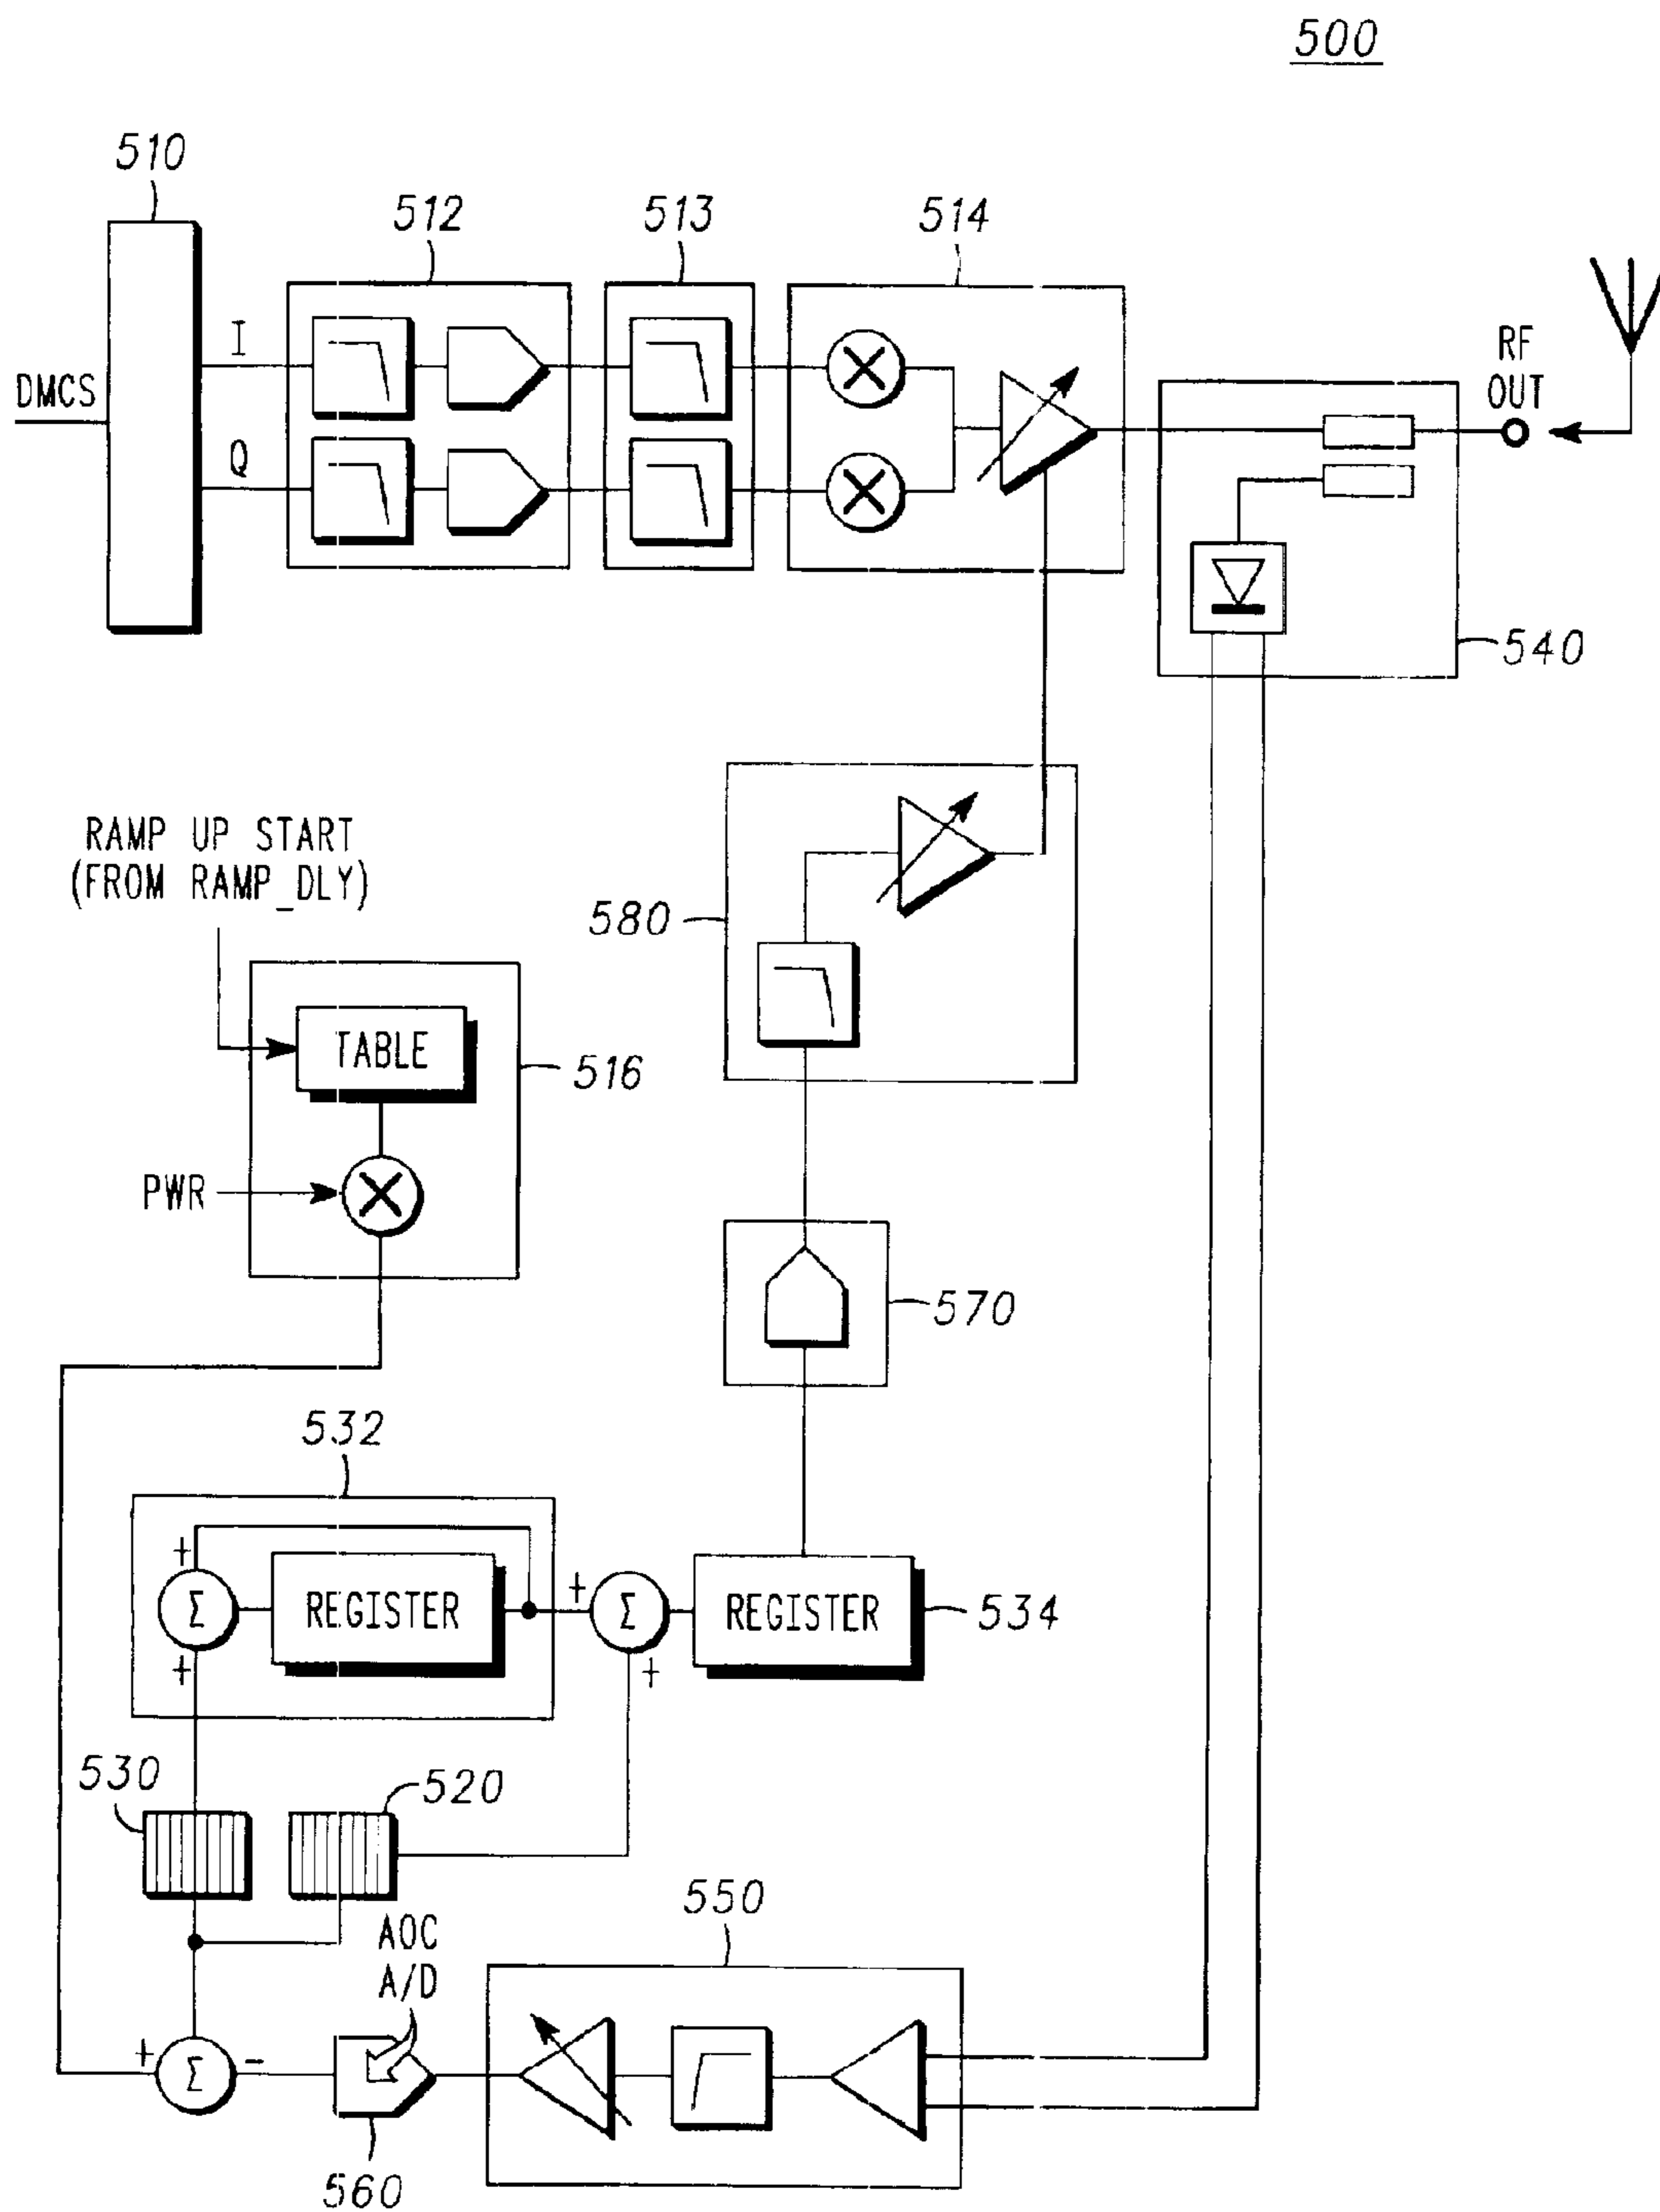 500
510
512
513
514
I
DMCS
Q
RF
OUT
540
RAMP UP START
(FROM RAMP_DLY)
580
TABLE
516
PWR
570
532
+
Σ
REGISTER
+
Σ
REGISTER
534
+
+
530
520
550
AOC
A/D
+
Σ
-
560